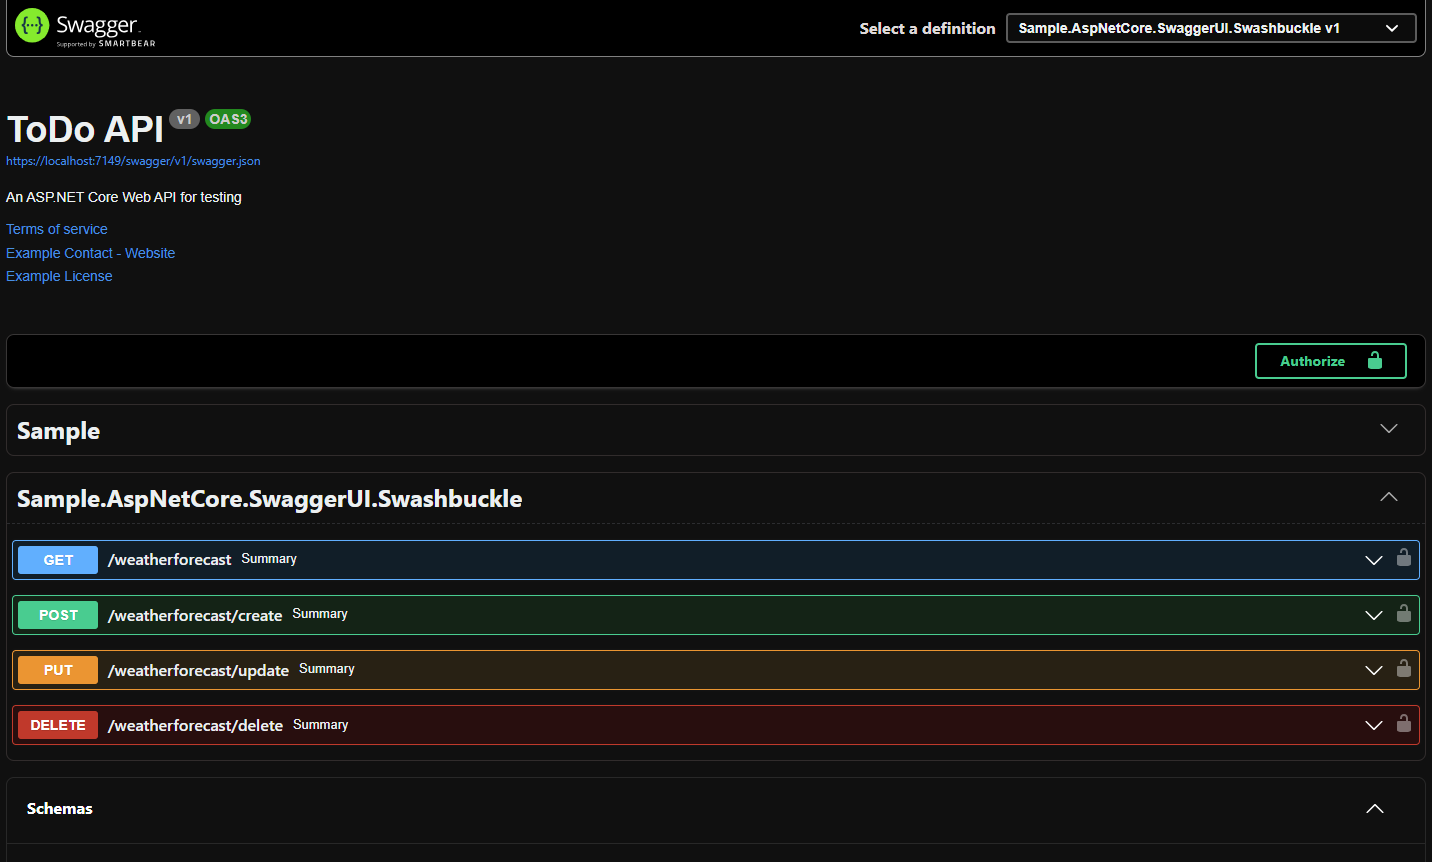 {···} Swagger
Supported by SMARTBEAR
Select a definition
Sample.AspNetCore.SwaggerUI.Swashbuckle v1
ToDo API v1 OAS3
https://localhost:7149/swagger/v1/swagger.json
An ASP.NET Core Web API for testing
Terms of service
Example Contact - Website
Example License
Authorize
Sample
Sample.AspNetCore.SwaggerUI.Swashbuckle
GET /weatherforecast Summary
POST /weatherforecast/create Summary
PUT /weatherforecast/update Summary
DELETE /weatherforecast/delete Summary
Schemas